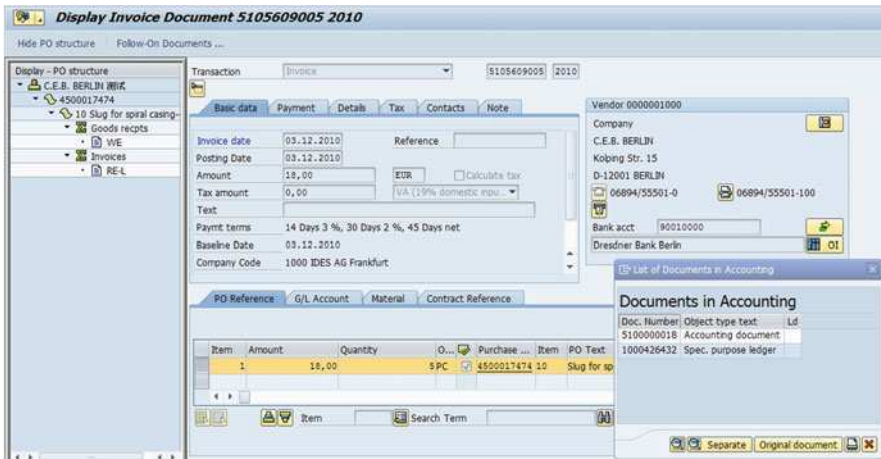 Display Invoice Document 5105609005 2010
Hide PO structure Follow-On Documents ...
Display - PO structure
C.E.B. BERLIN 测试
4500017474
10 Slug for spiral casing-
Goods recpts
WE
Invoices
RE-L
Transaction Invoice 5105609005 2010
Basic data Payment Details Tax Contacts Note
Invoice date 03.12.2010 Reference
Posting Date 03.12.2010
Amount 18,00 EUR Calculate tax
Tax amount 0,00 VA (19% domestic inpu...
Text
Paymt terms 14 Days 3 %, 30 Days 2 %, 45 Days net
Baseline Date 03.12.2010
Company Code 1000 IDES AG Frankfurt
Vendor 0000001000
Company
C.E.B. BERLIN
Kolping Str. 15
D-12001 BERLIN
06894/55501-0 06894/55501-100
Bank acct 90010000
Dresdner Bank Berlin OI
PO Reference G/L Account Material Contract Reference
Item Amount Quantity O... Purchase ... Item PO Text
1 18,00 5 PC 4500017474 10 Slug for sp
Item Search Term
List of Documents in Accounting
Documents in Accounting
Doc. Number Object type text Ld
5100000018 Accounting document
1000426432 Spec. purpose ledger
Separate Original document